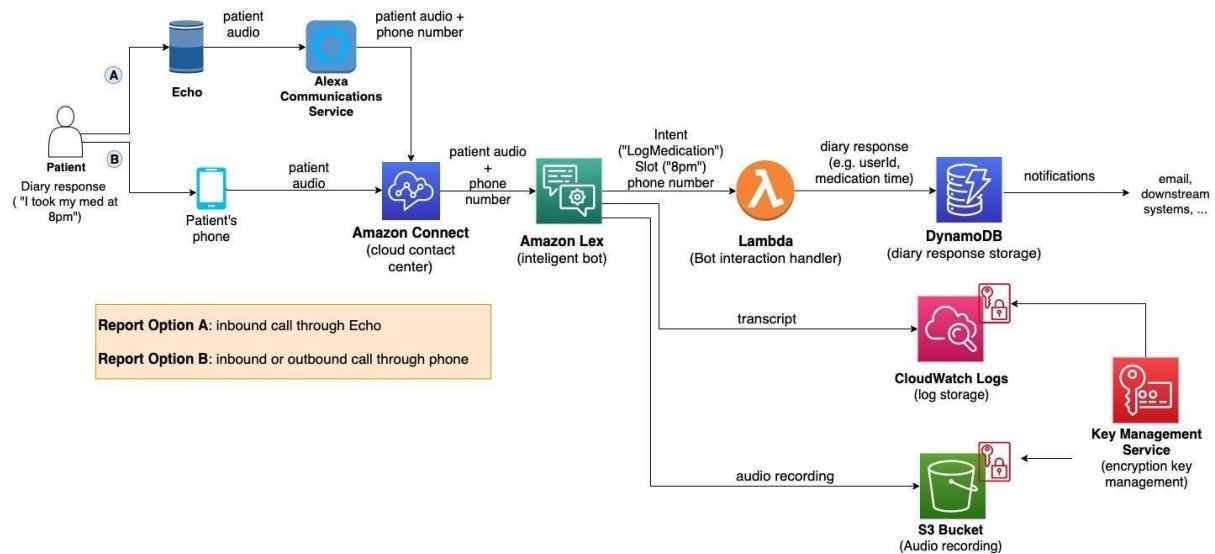 patient
audio
patient audio +
phone number
A
Echo
Alexa
Communications
Service
B
Patient
Diary response
( "I took my med at
8pm")
Patient's
phone
patient
audio
Amazon Connect
(cloud contact
center)
patient audio
+
phone
number
Amazon Lex
(inteligent bot)
Intent
("LogMedication")
Slot ("8pm")
phone number
Lambda
(Bot interaction handler)
diary response
(e.g. userId,
medication time)
DynamoDB
(diary response storage)
notifications
email,
downstream
systems, ...
Report Option A: inbound call through Echo
Report Option B: inbound or outbound call through phone
transcript
CloudWatch Logs
(log storage)
Key Management
Service
(encryption key
management)
audio recording
S3 Bucket
(Audio recording)